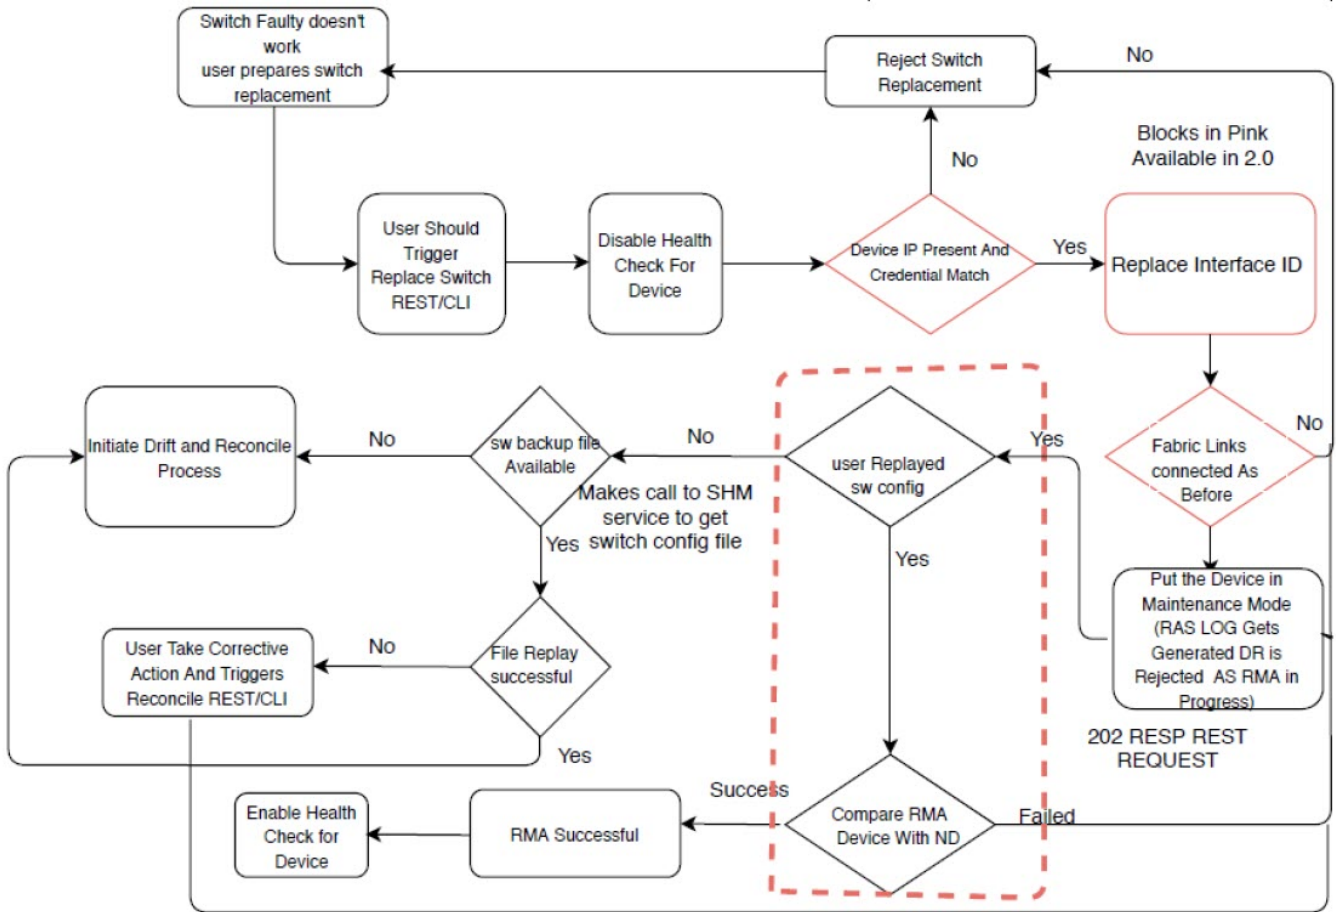 Switch Faulty doesn't
work
user prepares switch
replacement
Reject Switch
Replacement
No
Blocks in Pink
Available in 2.0
No
User Should
Trigger
Replace Switch
REST/CLI
Disable Health
Check For
Device
Device IP Present And
Credential Match
Yes
Replace Interface ID
Initiate Drift and Reconcile
Process
No
sw backup file
Available
No
user Replayed
sw config
Yes
Fabric Links
connected As
Before
No
Makes call to SHM
service to get
switch config file
Yes
Yes
Put the Device in
Maintenance Mode
(RAS LOG Gets
Generated DR is
Rejected AS RMA in
Progress)
User Take Corrective
Action And Triggers
Reconcile REST/CLI
No
File Replay
successful
Yes
202 RESP REST
REQUEST
Enable Health
Check for
Device
RMA Successful
Success
Compare RMA
Device With ND
Failed